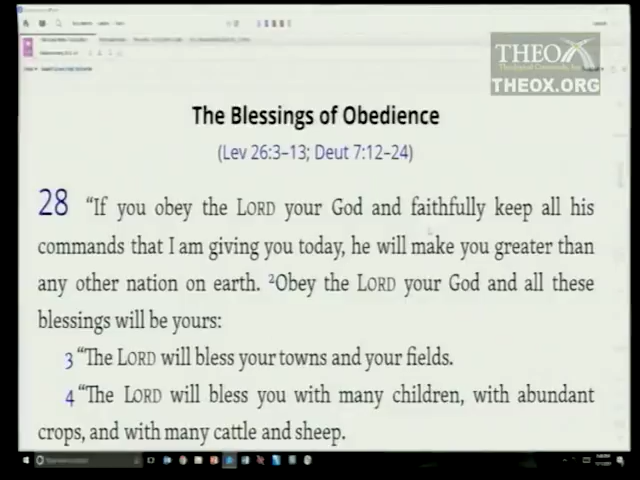 THEOX
THEOX.ORG
The Blessings of Obedience
(Lev 26:3–13; Deut 7:12–24)
28 “If you obey the LORD your God and faithfully keep all his
commands that I am giving you today, he will make you greater than
any other nation on earth. ²Obey the LORD your God and all these
blessings will be yours:
3 “The LORD will bless your towns and your fields.
4 “The LORD will bless you with many children, with abundant
crops, and with many cattle and sheep.